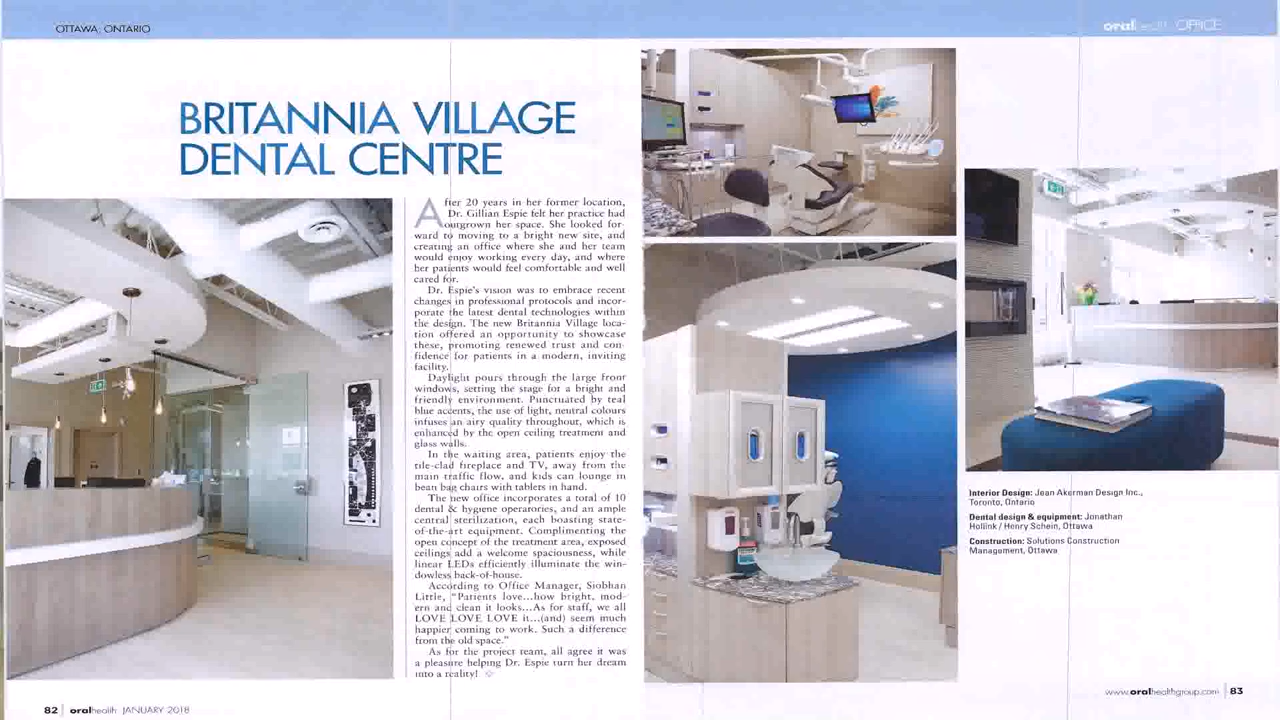 OTTAWA, ONTARIO
oralhealth OFFICE
BRITANNIA VILLAGE
DENTAL CENTRE
After 20 years in her former location,
Dr. Gillian Espie felt her practice had
outgrown her space. She looked for-
ward to moving to a bright new site, and
creating an office where she and her team
would enjoy working every day, and where
her patients would feel comfortable and well
cared for.
Dr. Espie's vision was to embrace recent
changes in professional protocols and incor-
porate the latest dental technologies within
the design. The new Britannia Village loca-
tion offered an opportunity to showcase
these, promoting renewed trust and con-
fidence for patients in a modern, inviting
facility.
Daylight pours through the large front
windows, setting the stage for a bright and
friendly environment. Punctuated by teal
blue accents, the use of light, neutral colours
infuses an airy quality throughout, which is
enhanced by the open ceiling treatment and
glass walls.
In the waiting area, patients enjoy the
tile-clad fireplace and TV, away from the
main traffic flow, and kids can lounge in
bean bag chairs with tablets in hand.
The new office incorporates a total of 10
dental & hygiene operatories, and an ample
central sterilization, each boasting state-
of-the-art equipment. Complimenting the
open concept of the treatment area, exposed
ceilings add a welcome spaciousness, while
linear LEDs efficiently illuminate the win-
dowless back-of-house.
According to Office Manager, Siobhan
Little, "Patients love...how bright, mod-
ern and clean it looks...As for staff, we all
LOVE LOVE LOVE it...(and) seem much
happier coming to work. Such a difference
from the old space."
As for the project team, all agree it was
a pleasure helping Dr. Espie turn her dream
into a reality!
Interior Design: Jean Akerman Design Inc.,
Toronto, Ontario
Dental design & equipment: Jonathan
Hollink / Henry Schein, Ottawa
Construction: Solutions Construction
Management, Ottawa
82 | oralhealth JANUARY 2018
www.oralhealthgroup.com | 83